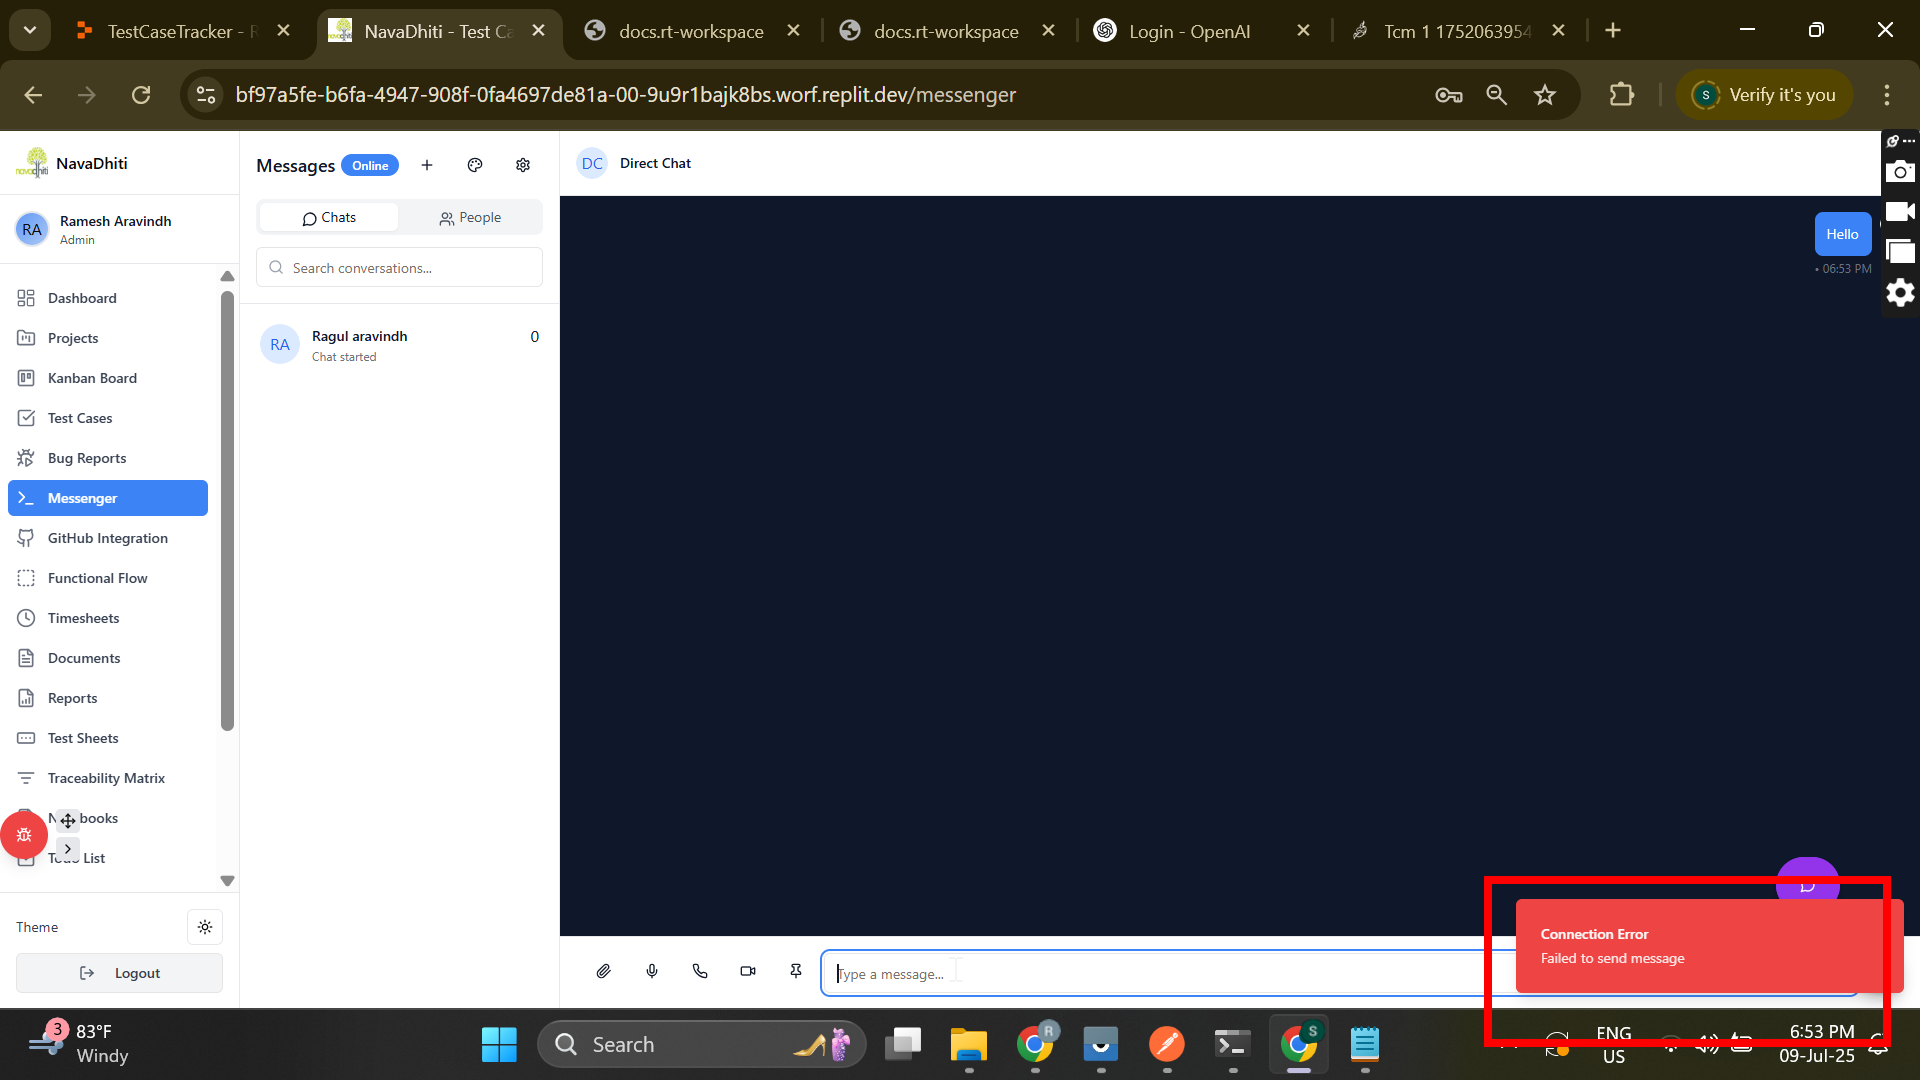 TestCaseTracker - R
NavaDhiti - Test Ca
docs.rt-workspace
docs.rt-workspace
Login - OpenAI
Tcm 1 1752063954
bf97a5fe-b6fa-4947-908f-0fa4697de81a-00-9u9r1bajk8bs.worf.replit.dev/messenger
S
Verify it's you
navadhiti
NavaDhiti
RA
Ramesh Aravindh
Admin
Dashboard
Projects
Kanban Board
Test Cases
Bug Reports
Messenger
GitHub Integration
Functional Flow
Timesheets
Documents
Reports
Test Sheets
Traceability Matrix
N books
To List
Theme
Logout
Messages
Online
Chats
People
Search conversations...
RA
Ragul aravindh
0
Chat started
DC
Direct Chat
Hello
• 06:53 PM
Type a message...
Connection Error
Failed to send message
3
83°F
Windy
Search
R
S
ENG
US
6:53 PM
09-Jul-25